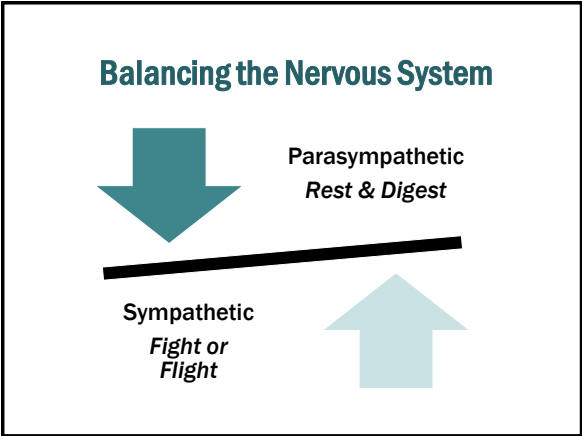 Balancing the Nervous System
Parasympathetic
Rest & Digest
Sympathetic
Fight or
Flight